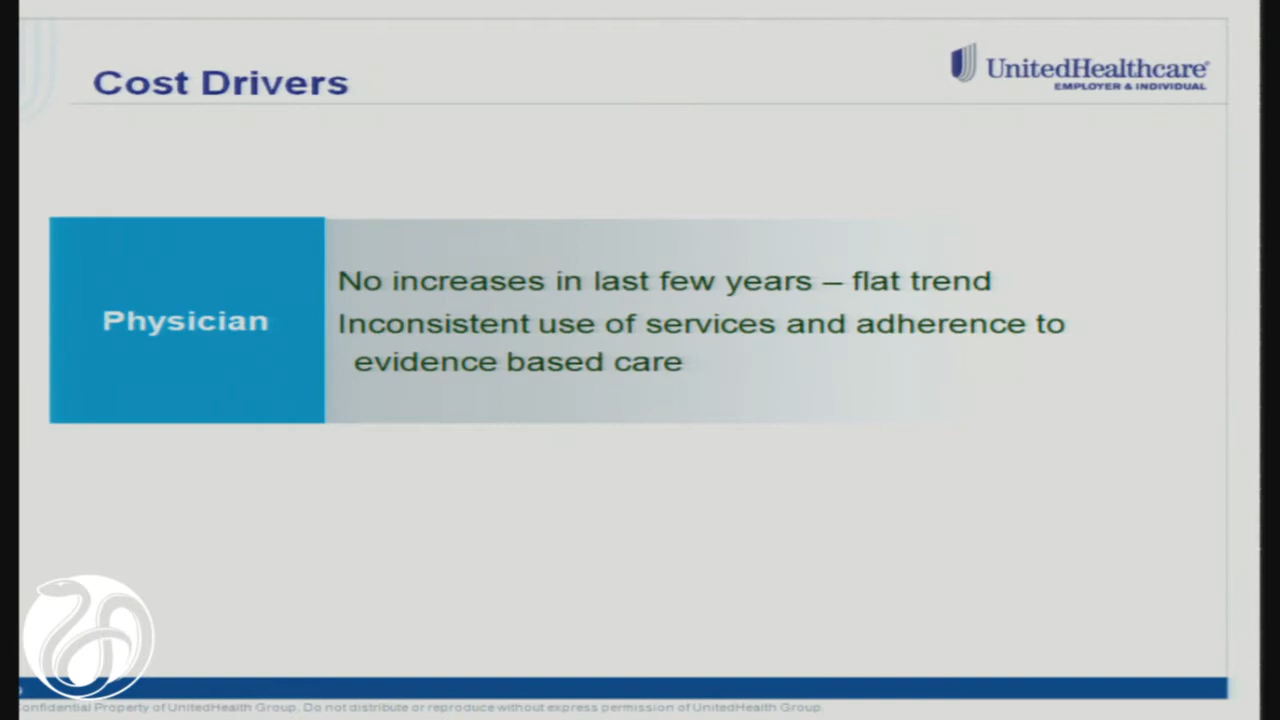 Cost Drivers
UnitedHealthcare®
EMPLOYER & INDIVIDUAL
Physician
No increases in last few years – flat trend
Inconsistent use of services and adherence to
evidence based care
Confidential Property of UnitedHealth Group. Do not distribute or reproduce without express permission of UnitedHealth Group.